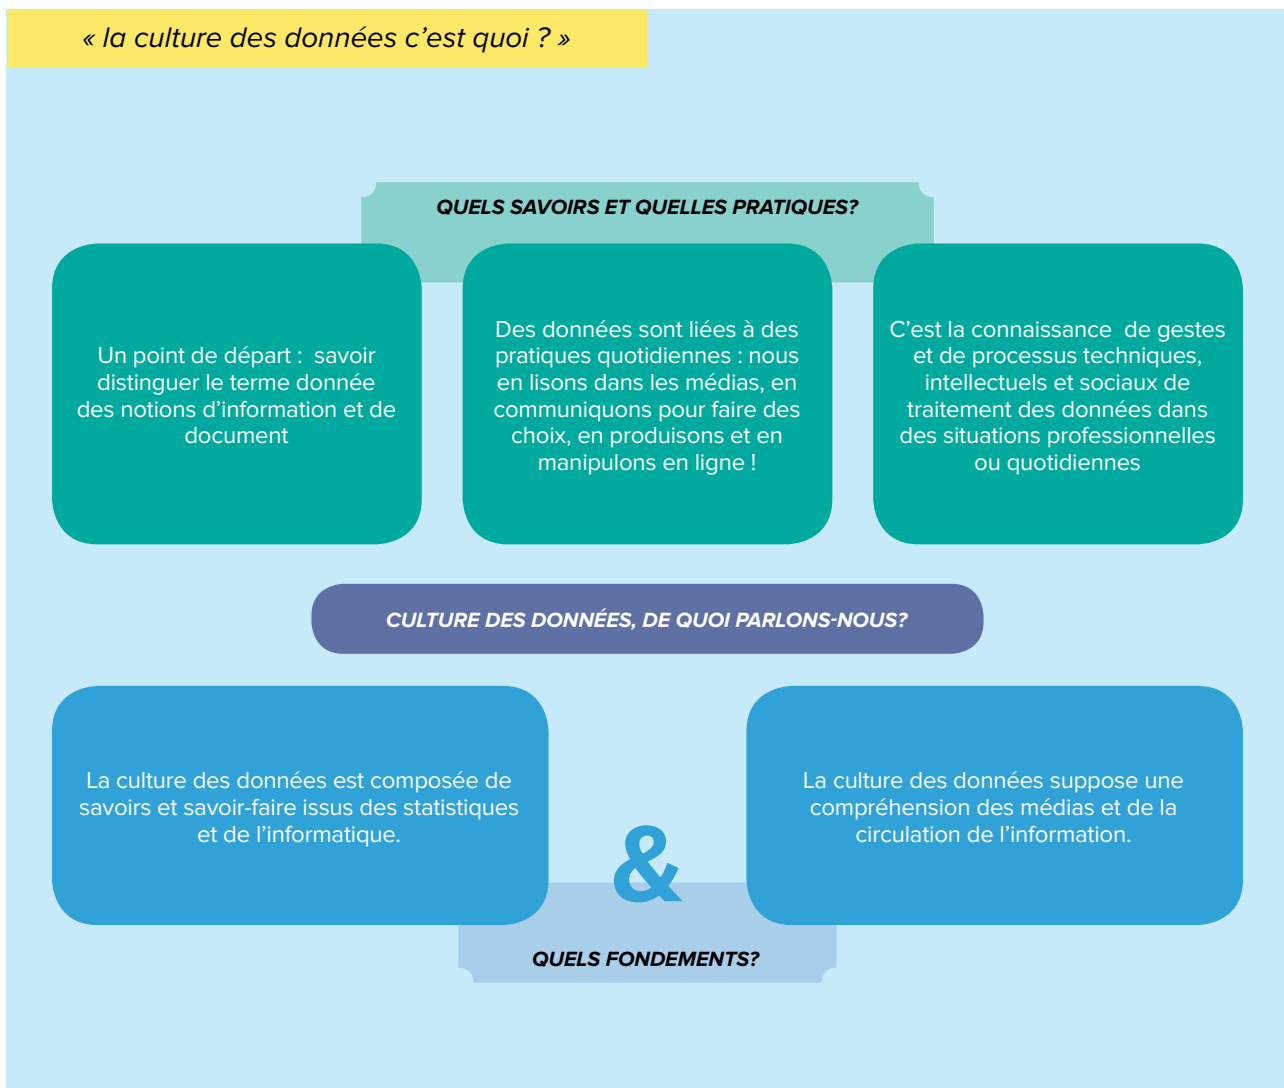 « la culture des données c’est quoi ? »
QUELS SAVOIRS ET QUELLES PRATIQUES?
Un point de départ :  savoir
distinguer le terme donnée
des notions d’information et de
document
Des données sont liées à des
pratiques quotidiennes : nous
en lisons dans les médias, en
communiquons pour faire des
choix, en produisons et en
manipulons en ligne !
C’est la connaissance  de gestes
et de processus techniques,
intellectuels et sociaux de
traitement des données dans
des situations professionnelles
ou quotidiennes
CULTURE DES DONNÉES, DE QUOI PARLONS-NOUS?
La culture des données est composée de
savoirs et savoir-faire issus des statistiques
et de l’informatique.
&
La culture des données suppose une
compréhension des médias et de la
circulation de l’information.
QUELS FONDEMENTS?